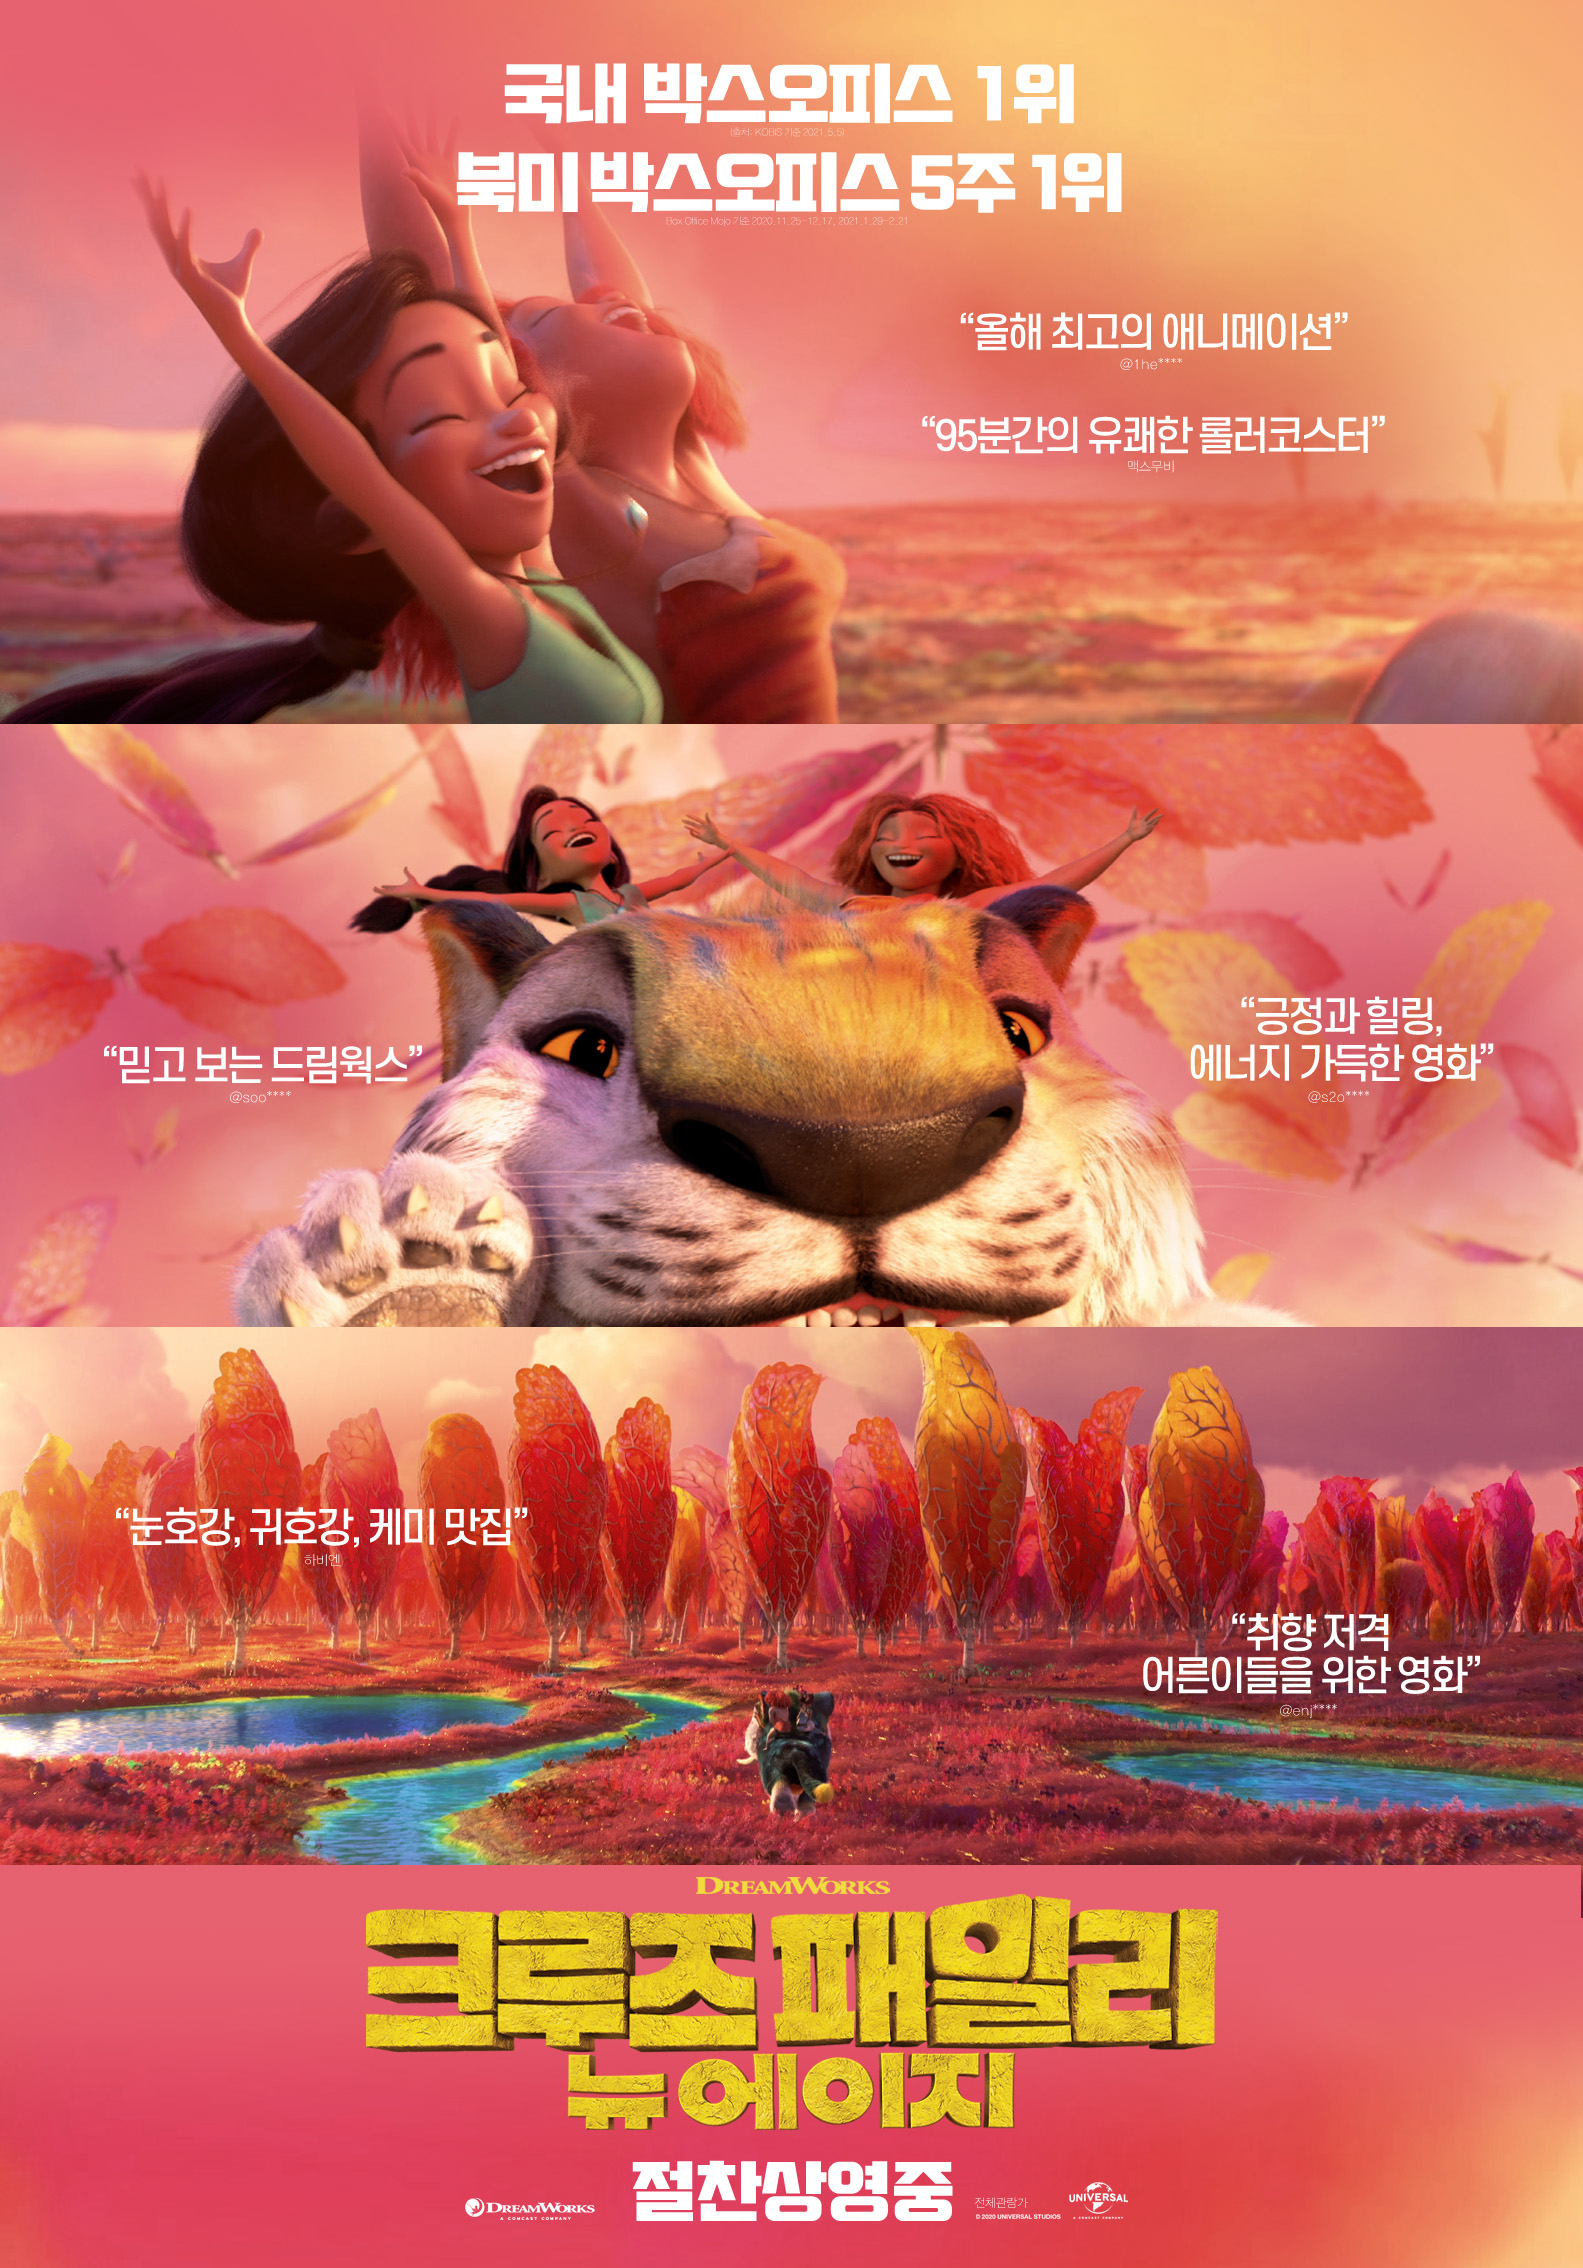 국내 박스오피스 1위
(출처: KOBIS 기준 2021.5.5)
북미 박스오피스 5주 1위
Box Office Mojo 기준 2020.11.25-12.17, 2021.1.29-2.21
“올해 최고의 애니메이션”
@1he****
“95분간의 유쾌한 롤러코스터”
맥스무비
“믿고 보는 드림웍스”
@soo****
“긍정과 힐링,
에너지 가득한 영화”
@s2o****
“눈호강, 귀호강, 케미 맛집”
하비엔
“취향 저격
어른이들을 위한 영화”
@enj****
DREAMWORKS
크루즈 패밀리
뉴 에이지
절찬상영중
DREAMWORKS
A COMCAST COMPANY
전체관람가
© 2020 UNIVERSAL STUDIOS
UNIVERSAL
A COMCAST COMPANY